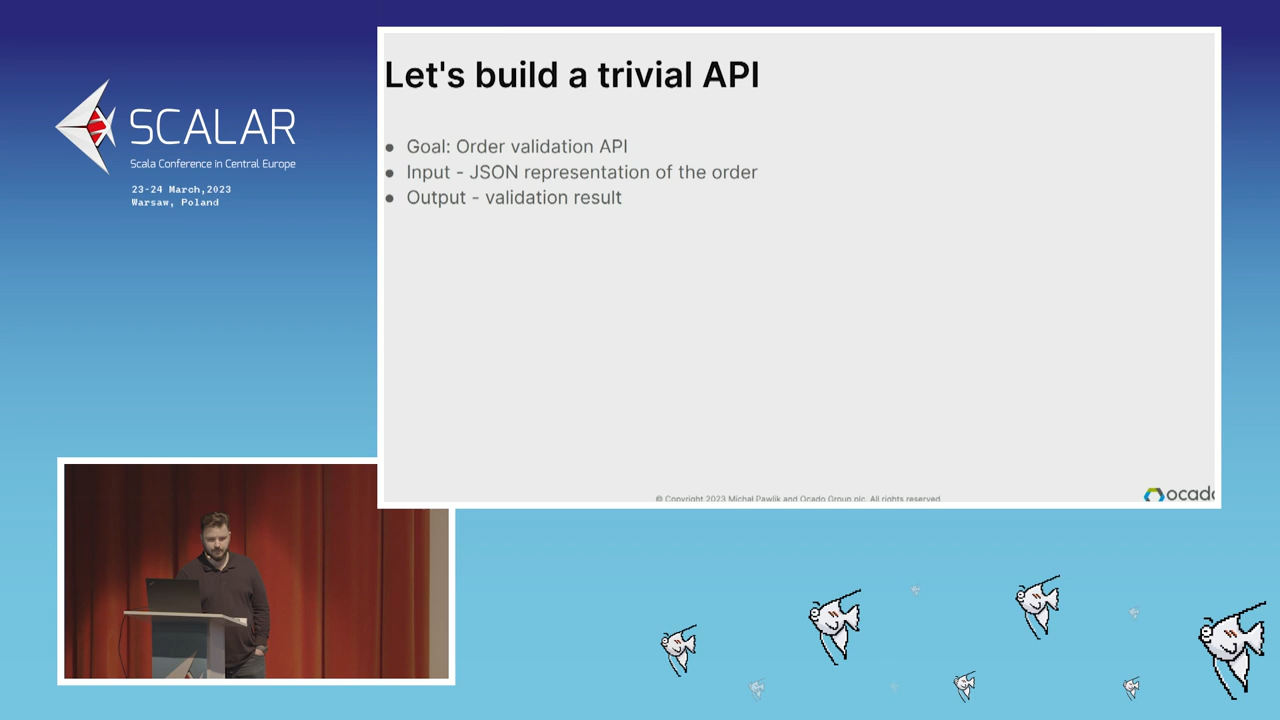 SCALAR
Scala Conference in Central Europe
23-24 March,2023
Warsaw, Poland
Let's build a trivial API
● Goal: Order validation API
● Input - JSON representation of the order
● Output - validation result
© Copyright 2023 Michał Pawlik and Ocado Group plc. All rights reserved.
ocado